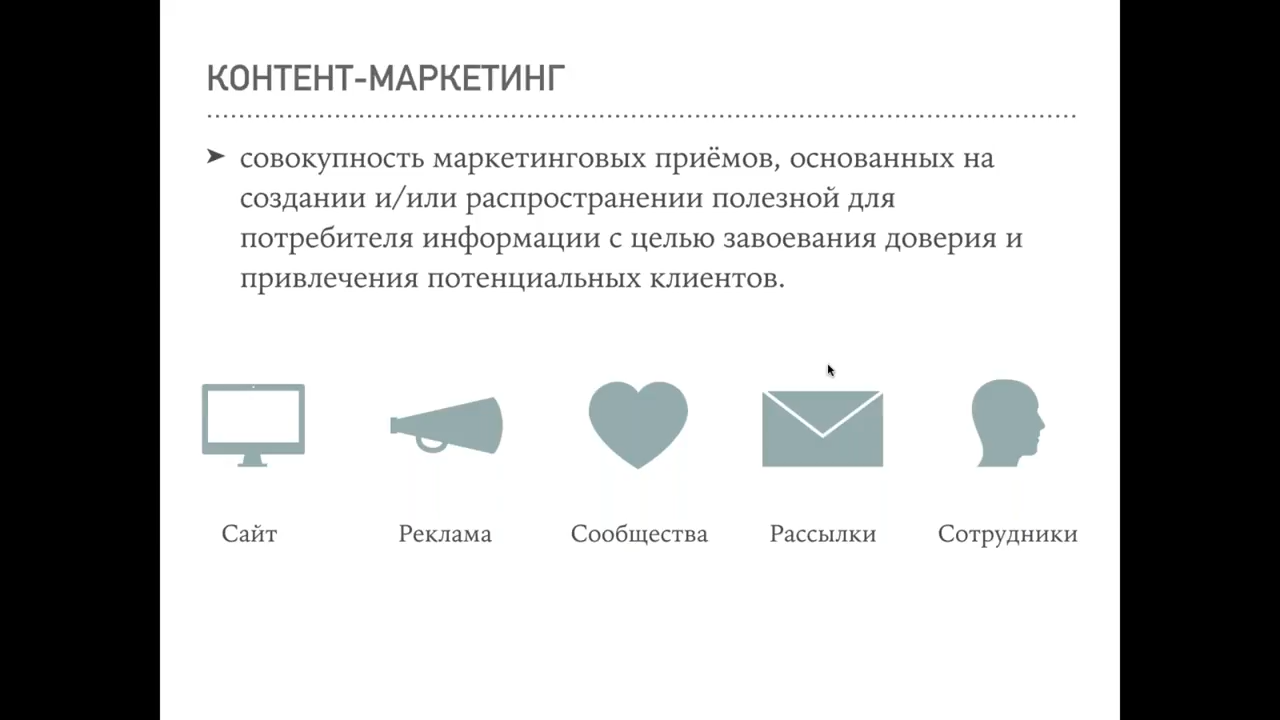 КОНТЕНТ-МАРКЕТИНГ
совокупность маркетинговых приёмов, основанных на
создании и/или распространении полезной для
потребителя информации с целью завоевания доверия и
привлечения потенциальных клиентов.
Сайт
Реклама
Сообщества
Рассылки
Сотрудники